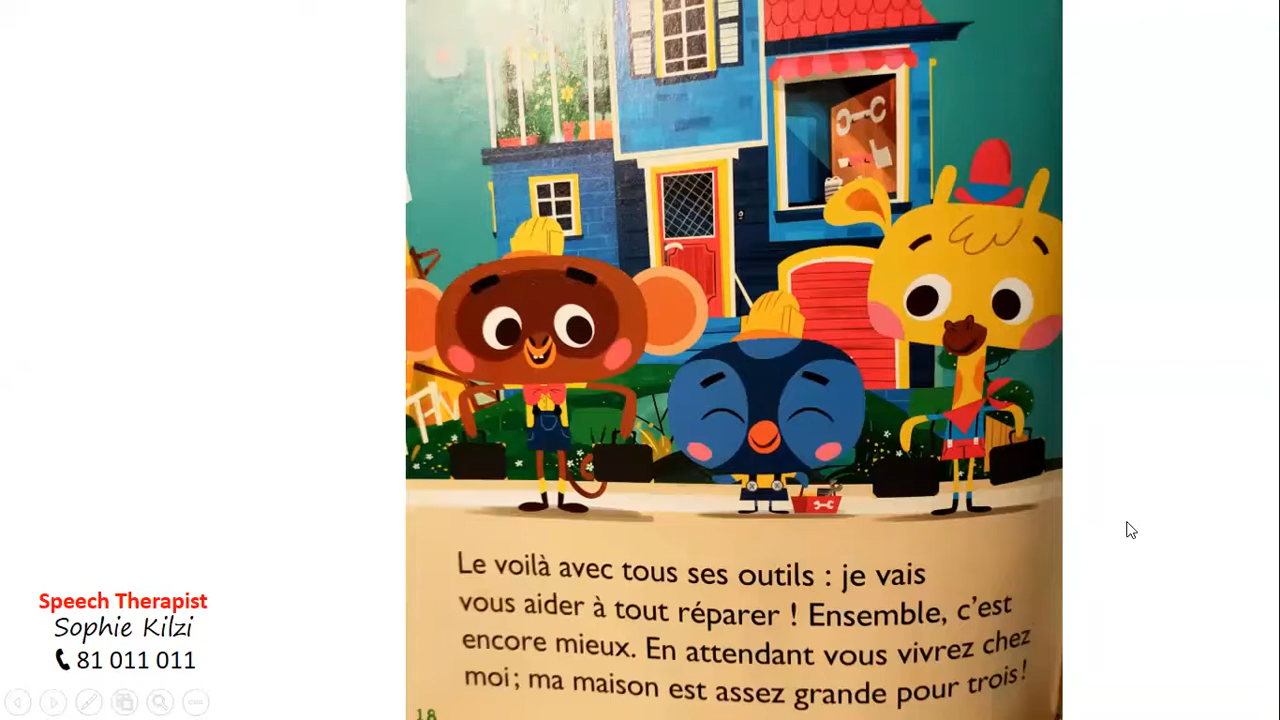 Le voilà avec tous ses outils : je vais
vous aider à tout réparer ! Ensemble, c’est
encore mieux. En attendant vous vivrez chez
moi ; ma maison est assez grande pour trois !
18
Speech Therapist
Sophie Kilzi
81 011 011